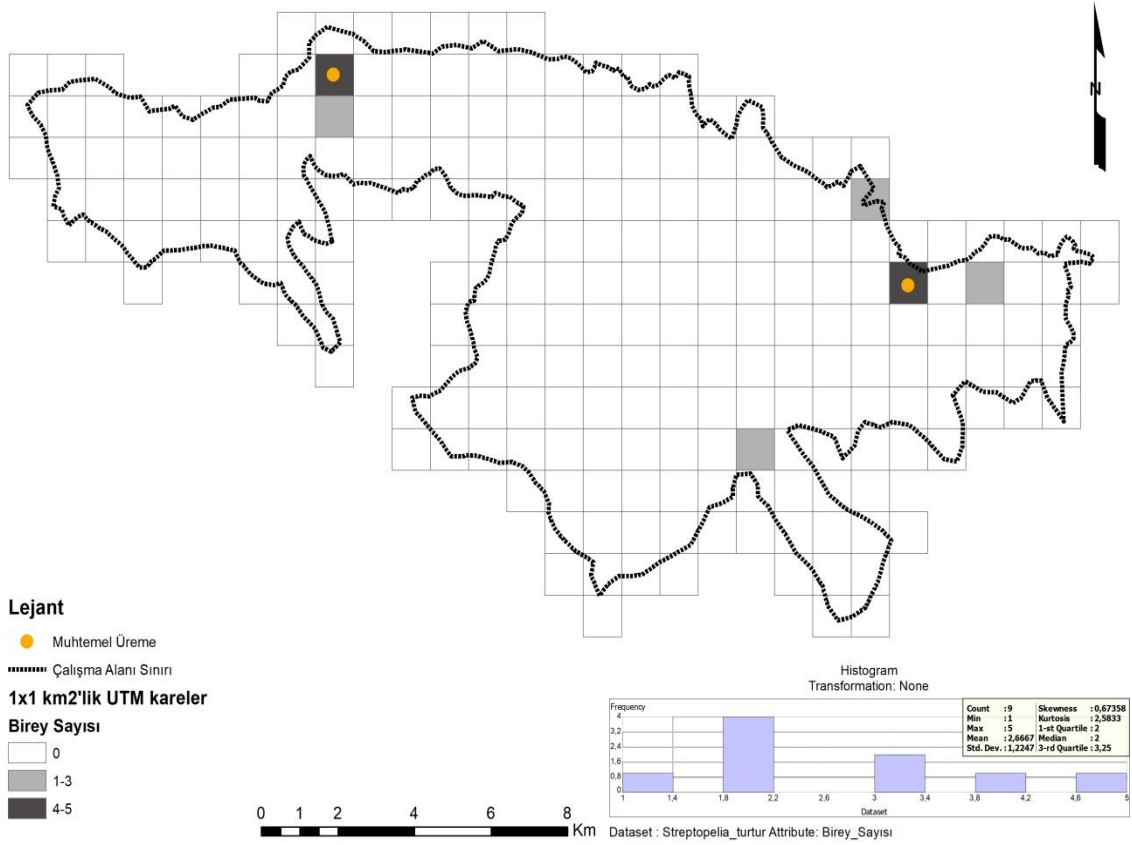 N
Lejant
Muhtemel Üreme
Çalışma Alanı Sınırı
1x1 km2'lik UTM kareler
Birey Sayısı
0
1-3
4-5
0 1 2 4 6 8
Km
Histogram
Transformation: None
Frequency
4
3,2
2,4
1,6
0,8
0
1 1,4 1,8 2,2 2,6 3 3,4 3,8 4,2 4,6 5
Dataset
Count : 9 Skewness : 0,67358
Min : 1 Kurtosis : 2,5833
Max : 5 1-st Quartile : 2
Mean : 2,6667 Median : 2
Std. Dev. : 1,2247 3-rd Quartile : 3,25
Dataset : Streptopelia_turtur Attribute: Birey_Sayısı